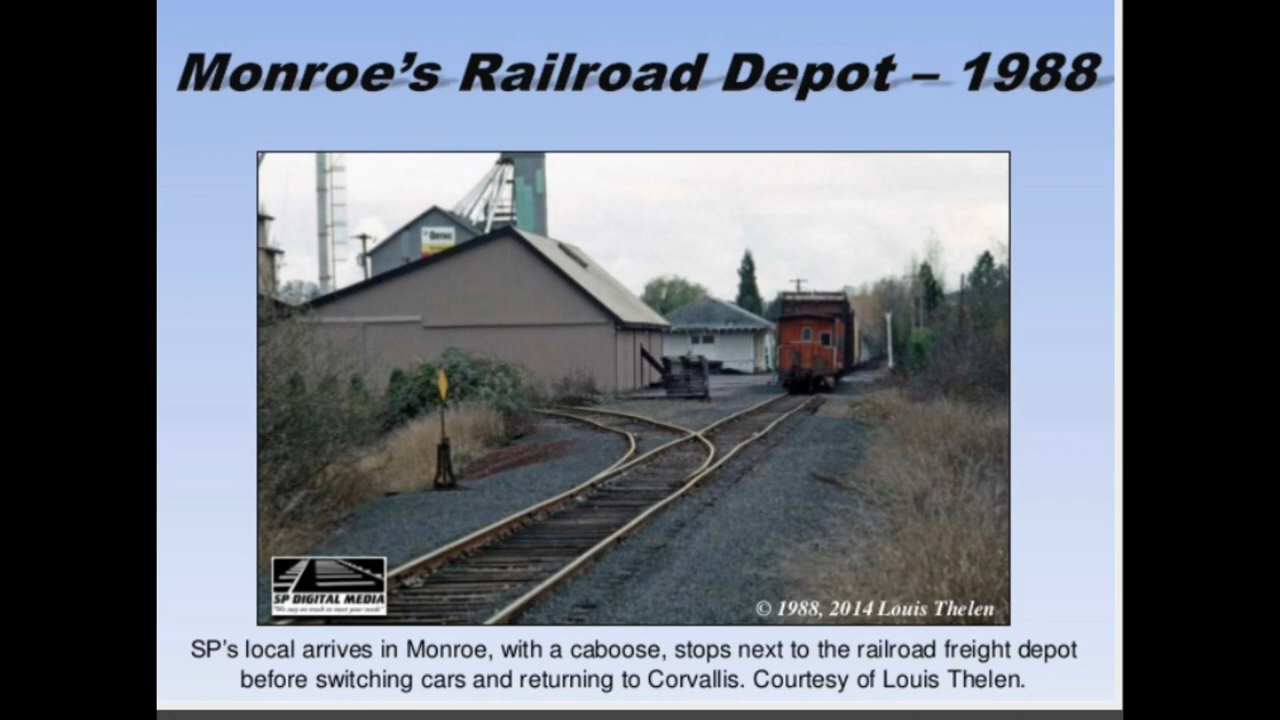 Monroe's Railroad Depot – 1988
SP DIGITAL MEDIA
© 1988, 2014 Louis Thelen
SP's local arrives in Monroe, with a caboose, stops next to the railroad freight depot
before switching cars and returning to Corvallis. Courtesy of Louis Thelen.